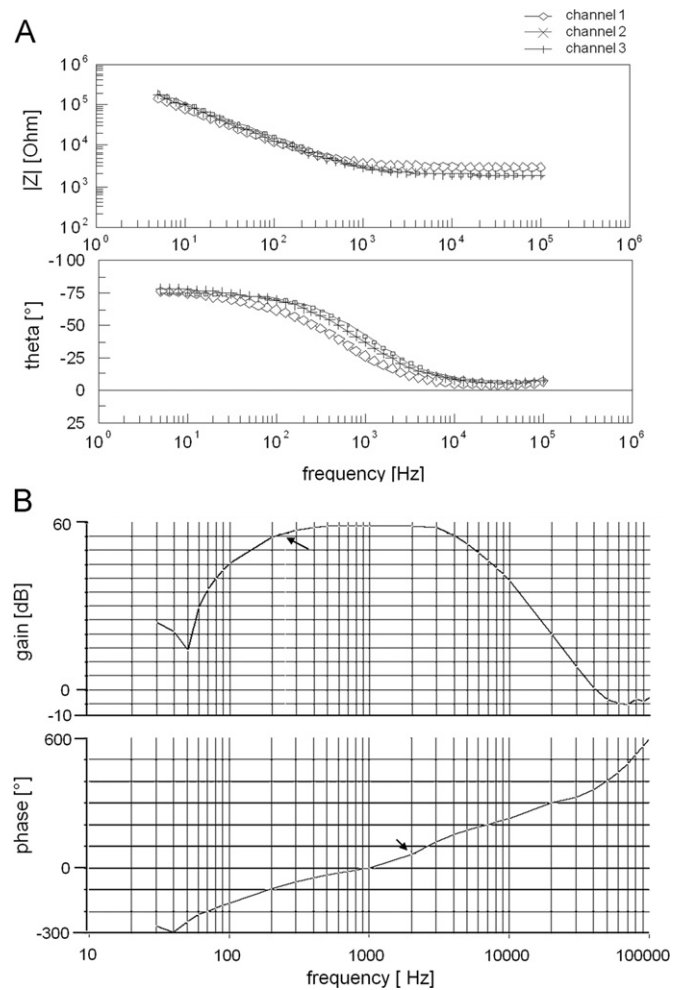 A
channel 1
channel 2
channel 3
10^6
10^5
10^4
10^3
10^2
|Z| [Ohm]
10^0 10^1 10^2 10^3 10^4 10^5 10^6
-100
-75
-50
-25
0
25
theta [°]
10^0 10^1 10^2 10^3 10^4 10^5 10^6
frequency [Hz]
B
60
0
-10
gain [dB]
600
0
-300
phase [°]
10 100 1000 10000 100000
frequency [ Hz]